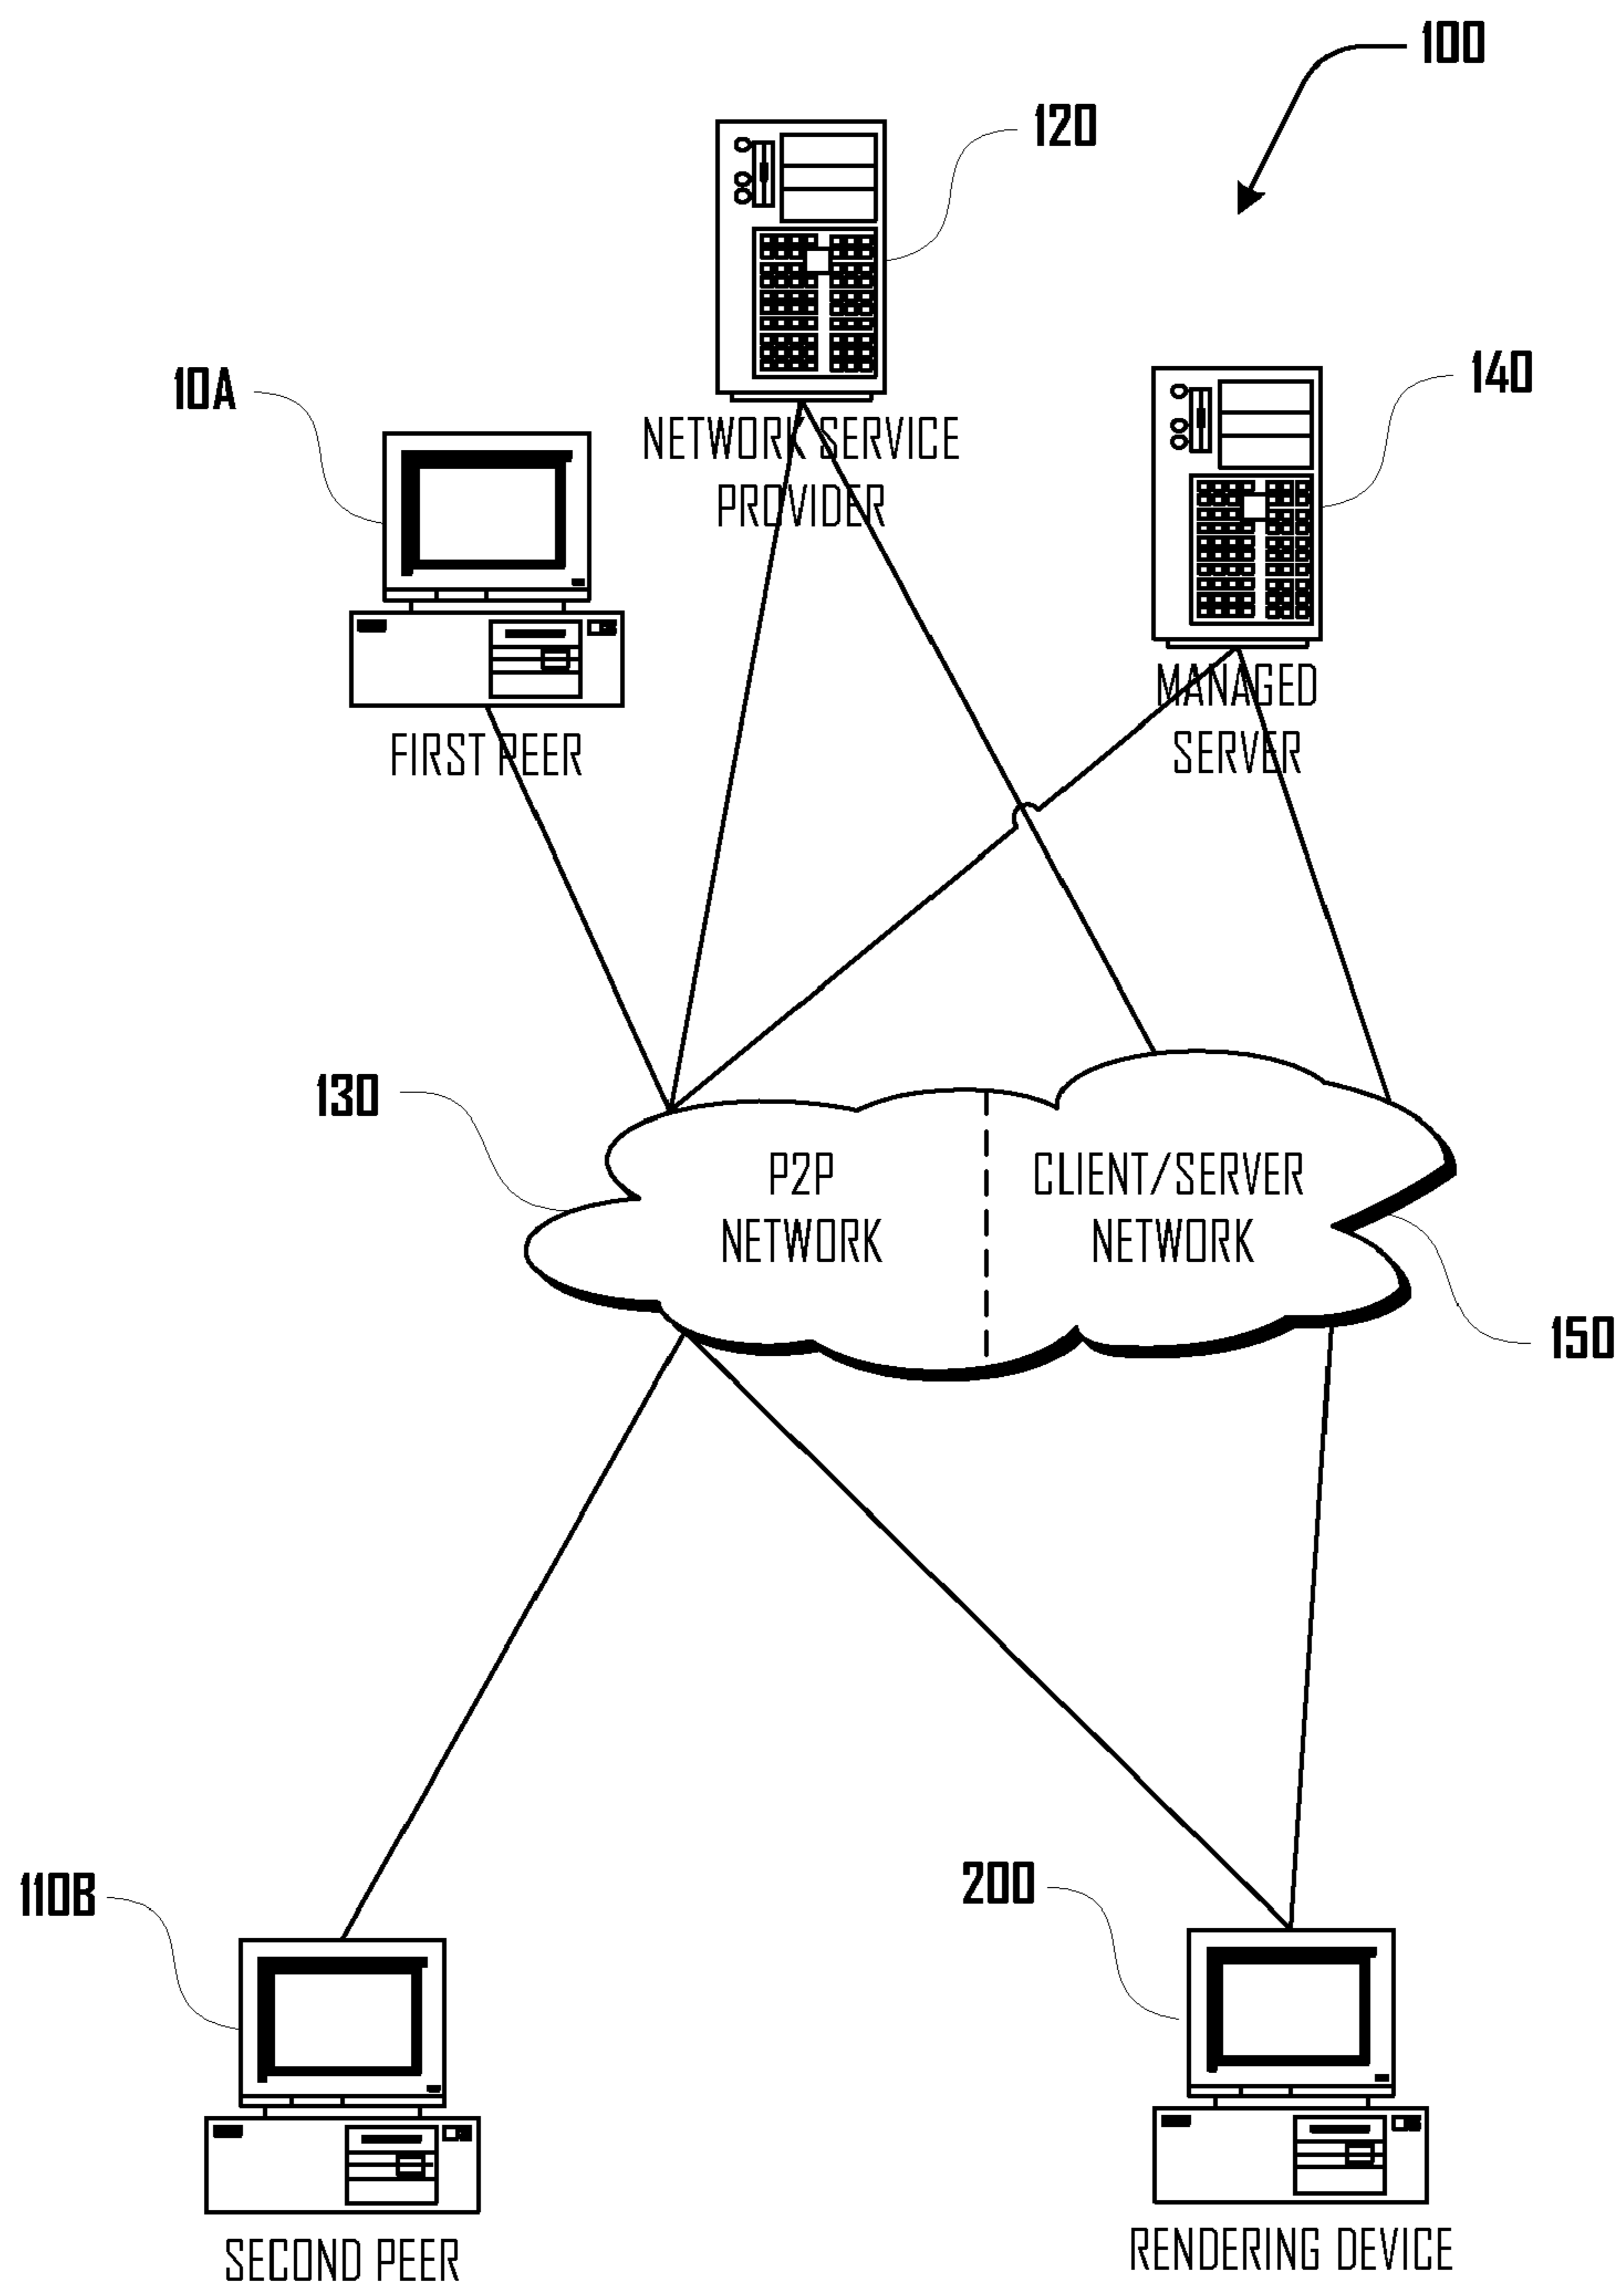 100
120
10A
140
NETWORK SERVICE
PROVIDER
MANAGED
SERVER
FIRST PEER
130
P2P
NETWORK
CLIENT/SERVER
NETWORK
150
110B
200
SECOND PEER
RENDERING DEVICE